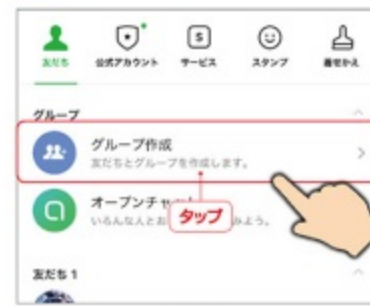 友だち 公式アカウント サービス スタンプ 着せかえ
グループ
グループ作成
友だちとグループを作成します。
オープンチャット
いろんな人とお みよう。
タップ
友だち 1